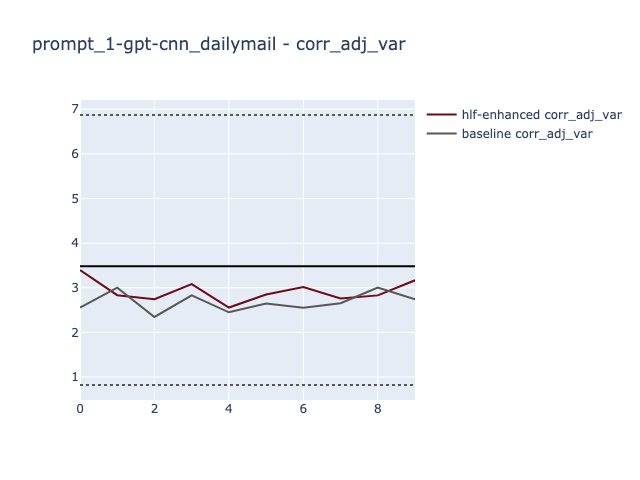 prompt_1-gpt-cnn_dailymail - corr_adj_var
hlf-enhanced corr_adj_var
baseline corr_adj_var
7
6
5
4
3
2
1
0 2 4 6 8